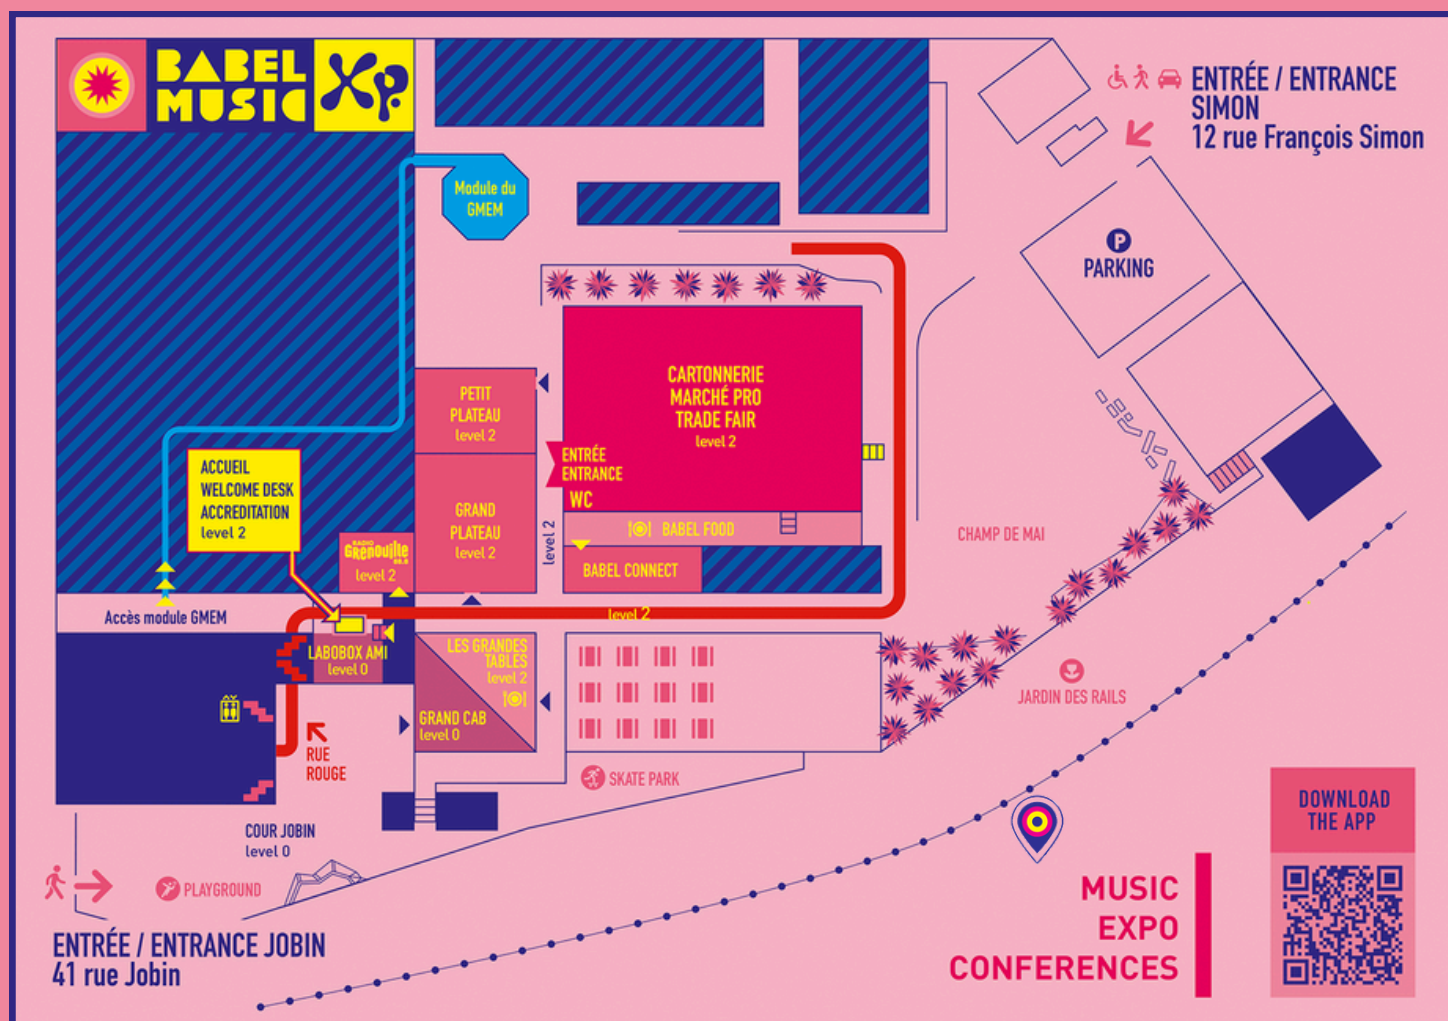 BABEL
MUSIC
XP
ENTRÉE / ENTRANCE
SIMON
12 rue François Simon
Module du
GMEM
P
PARKING
CARTONNERIE
MARCHÉ PRO
TRADE FAIR
level 2
PETIT
PLATEAU
level 2
ENTRÉE
ENTRANCE
WC
ACCUEIL
WELCOME DESK
ACCREDITATION
level 2
GRAND
PLATEAU
level 2
level 2
BABEL FOOD
RADIO
GRENOUILLE
88.8
level 2
BABEL CONNECT
CHAMP DE MAI
Accès module GMEM
level 2
LABOBOX AMI
level 0
LES GRANDES
TABLES
level 2
GRAND CAB
level 0
JARDIN DES RAILS
RUE
ROUGE
SKATE PARK
COUR JOBIN
level 0
PLAYGROUND
ENTRÉE / ENTRANCE JOBIN
41 rue Jobin
MUSIC
EXPO
CONFERENCES
DOWNLOAD
THE APP